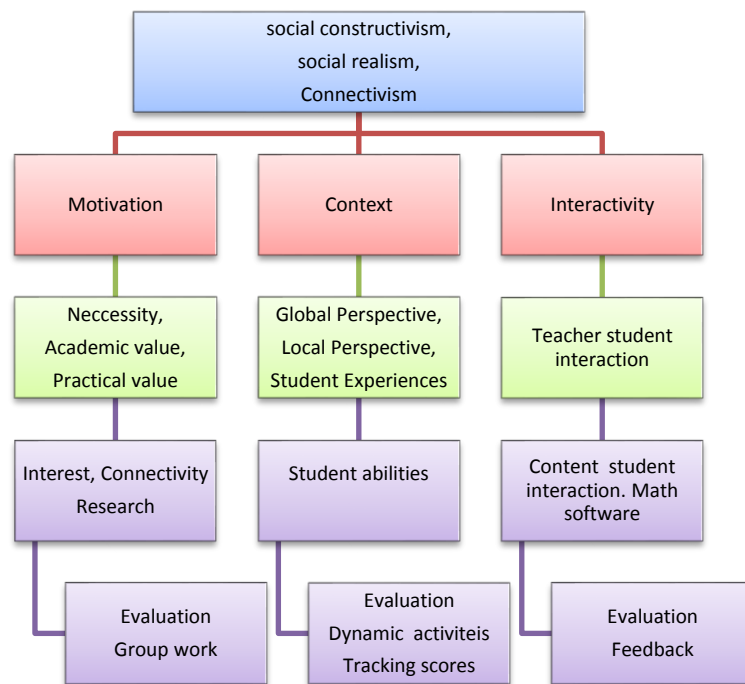 social constructivism,
social realism,
Connectivism
Motivation
Context
Interactivity
Neccessity,
Academic value,
Practical value
Global Perspective,
Local Perspective,
Student Experiences
Teacher student
interaction
Interest, Connectivity
Research
Student abilities
Content student
interaction. Math
software
Evaluation
Group work
Evaluation
Dynamic activiteis
Tracking scores
Evaluation
Feedback